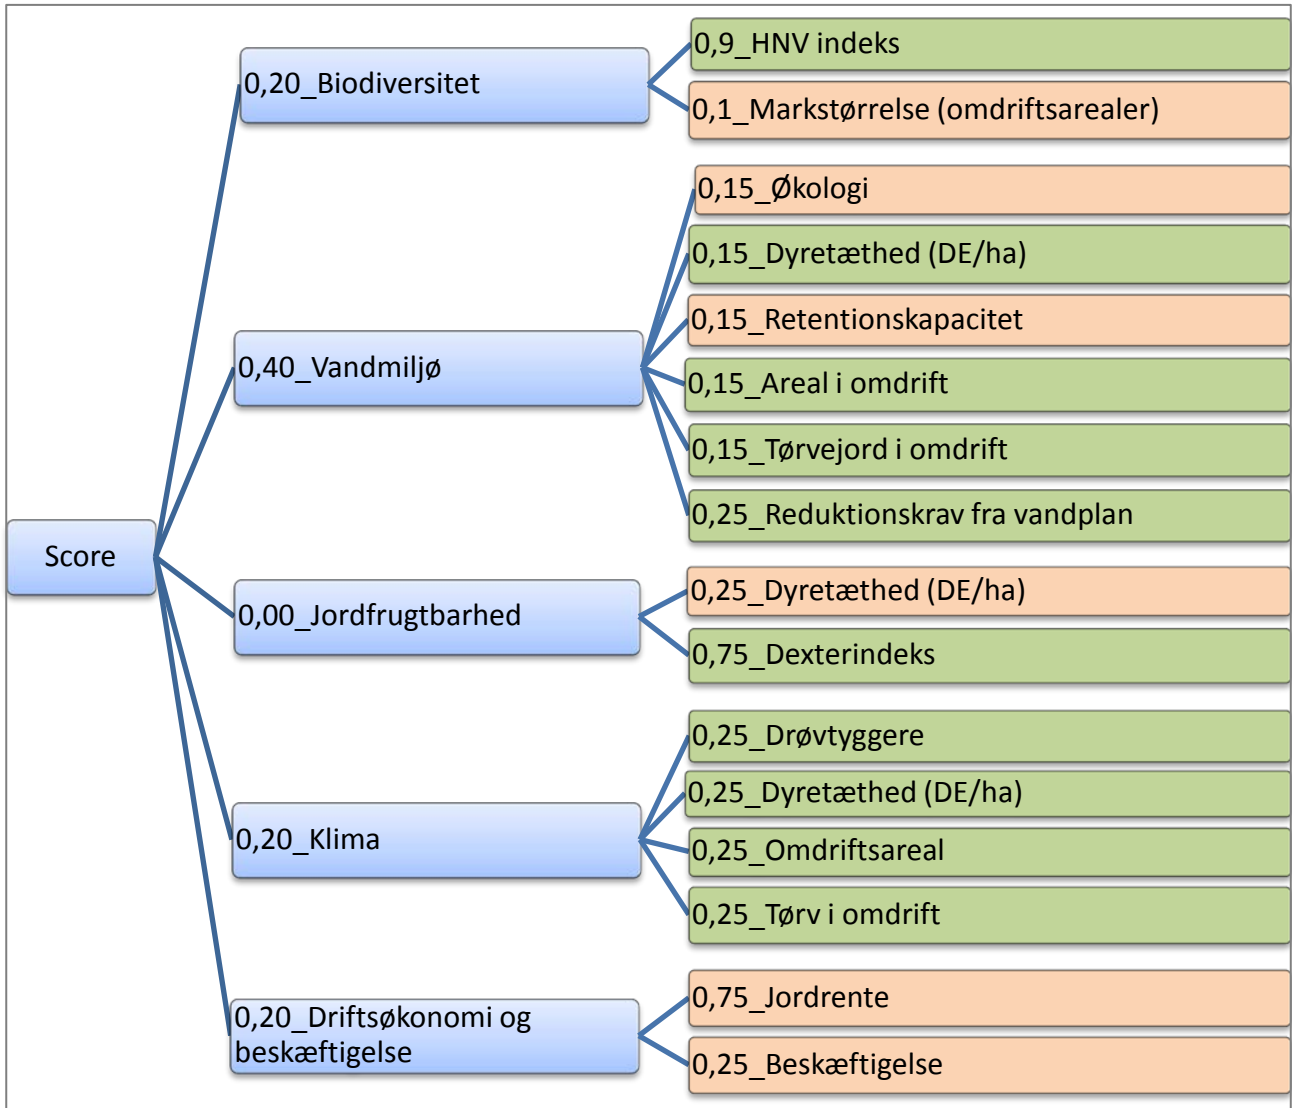 Score
0,20_Biodiversitet
0,9_HNV indeks
0,1_Markstørrelse (omdriftsarealer)
0,40_Vandmiljø
0,15_Økologi
0,15_Dyretæthed (DE/ha)
0,15_Retentionskapacitet
0,15_Areal i omdrift
0,15_Tørvejord i omdrift
0,25_Reduktionskrav fra vandplan
0,00_Jordfrugtbarhed
0,25_Dyretæthed (DE/ha)
0,75_Dexterindeks
0,20_Klima
0,25_Drøvtyggere
0,25_Dyretæthed (DE/ha)
0,25_Omdriftsareal
0,25_Tørv i omdrift
0,20_Driftsøkonomi og
beskæftigelse
0,75_Jordrente
0,25_Beskæftigelse